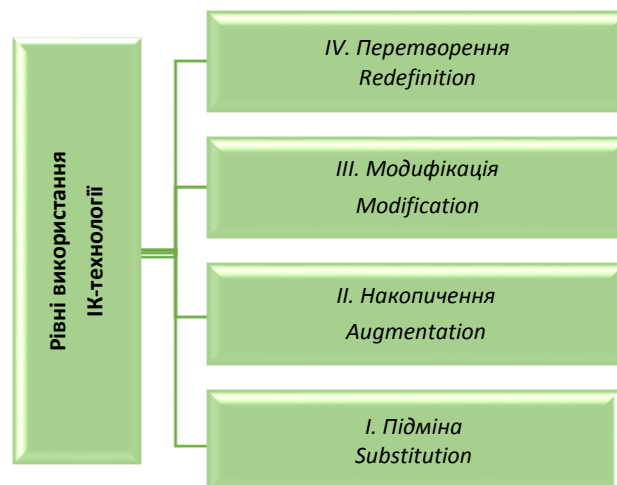 Рівні використання
ІК-технології
IV. Перетворення
Redefinition
III. Модифікація
Modification
II. Накопичення
Augmentation
I. Підміна
Substitution